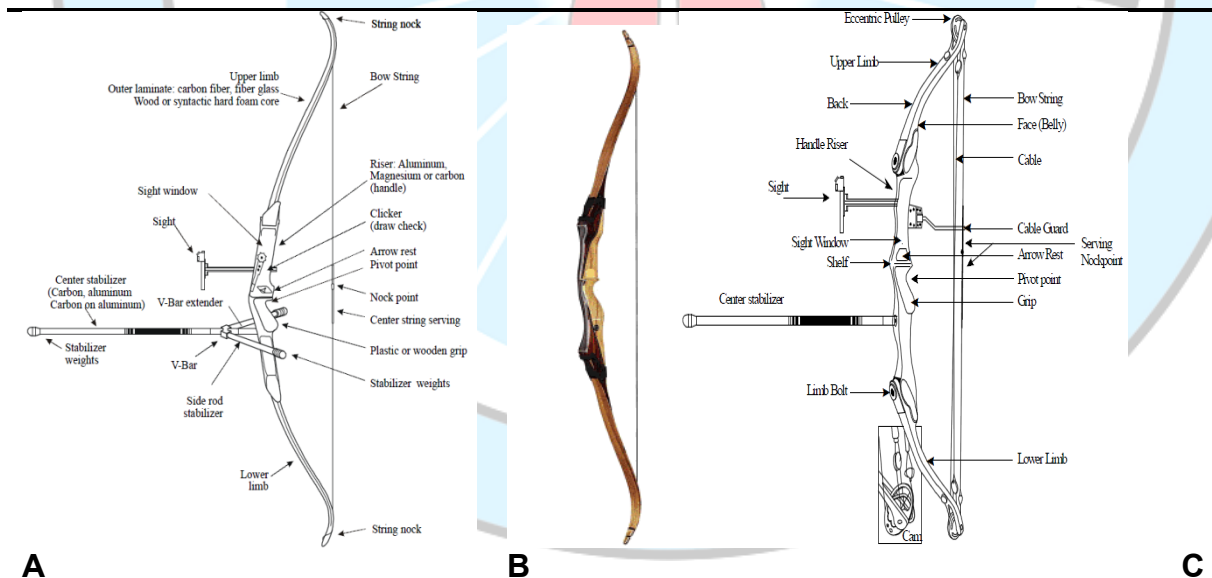 String nock
Upper limb
Outer laminate: carbon fiber, fiber glass
Wood or syntactic hard foam core
Bow String
Riser: Aluminum,
Magnesium or carbon
(handle)
Sight window
Clicker
(draw check)
Sight
Arrow rest
Pivot point
Center stabilizer
(Carbon, aluminum
Carbon on aluminum)
V-Bar extender
Nock point
Center string serving
Stabilizer
weights
V-Bar
Plastic or wooden grip
Stabilizer weights
Side rod
stabilizer
Lower
limb
String nock
A
B
Eccentric Pulley
Upper Limb
Back
Bow String
Face (Belly)
Handle Riser
Cable
Sight
Cable Guard
Sight Window
Serving
Nockpoint
Shelf
Arrow Rest
Pivot point
Grip
Center stabilizer
Limb Bolt
Lower Limb
Cam
C